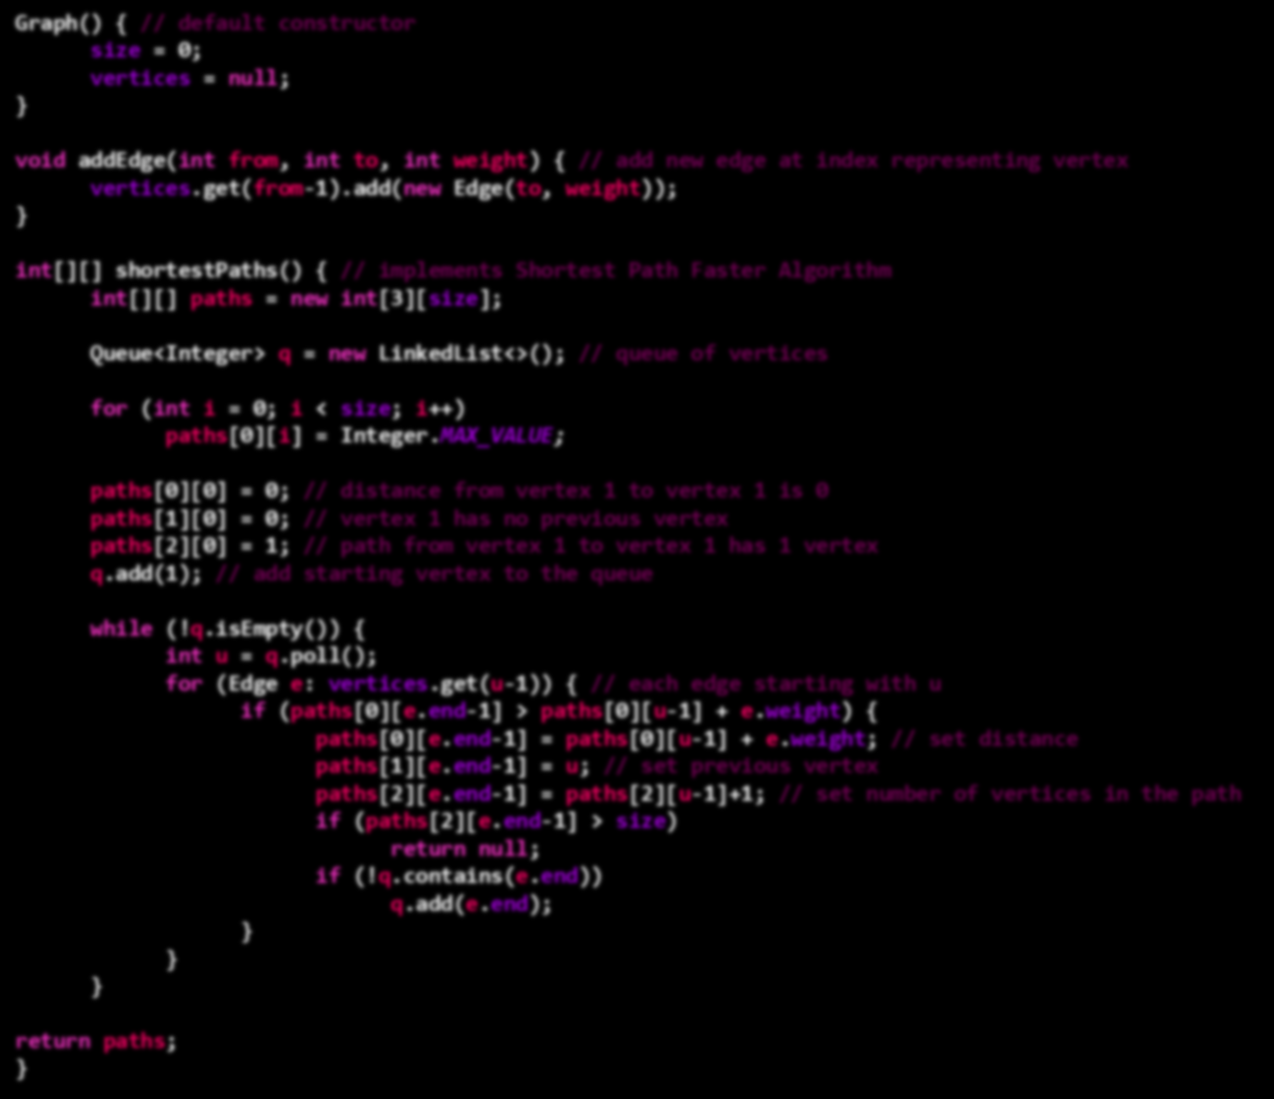 Graph() { // default constructor
size = 0;
vertices = null;
}
void addEdge(int from, int to, int weight) { // add new edge at index representing vertex
vertices.get(from-1).add(new Edge(to, weight));
}
int[][] shortestPaths() { // implements Shortest Path Faster Algorithm
int[][] paths = new int[3][size];
Queue<Integer> q = new LinkedList<>(); // queue of vertices
for (int i = 0; i < size; i++)
paths[0][i] = Integer.MAX_VALUE;
paths[0][0] = 0; // distance from vertex 1 to vertex 1 is 0
paths[1][0] = 0; // vertex 1 has no previous vertex
paths[2][0] = 1; // path from vertex 1 to vertex 1 has 1 vertex
q.add(1); // add starting vertex to the queue
while (!q.isEmpty()) {
int u = q.poll();
for (Edge e: vertices.get(u-1)) { // each edge starting with u
if (paths[0][e.end-1] > paths[0][u-1] + e.weight) {
paths[0][e.end-1] = paths[0][u-1] + e.weight; // set distance
paths[1][e.end-1] = u; // set previous vertex
paths[2][e.end-1] = paths[2][u-1]+1; // set number of vertices in the path
if (paths[2][e.end-1] > size)
return null;
if (!q.contains(e.end))
q.add(e.end);
}
}
}
return paths;
}